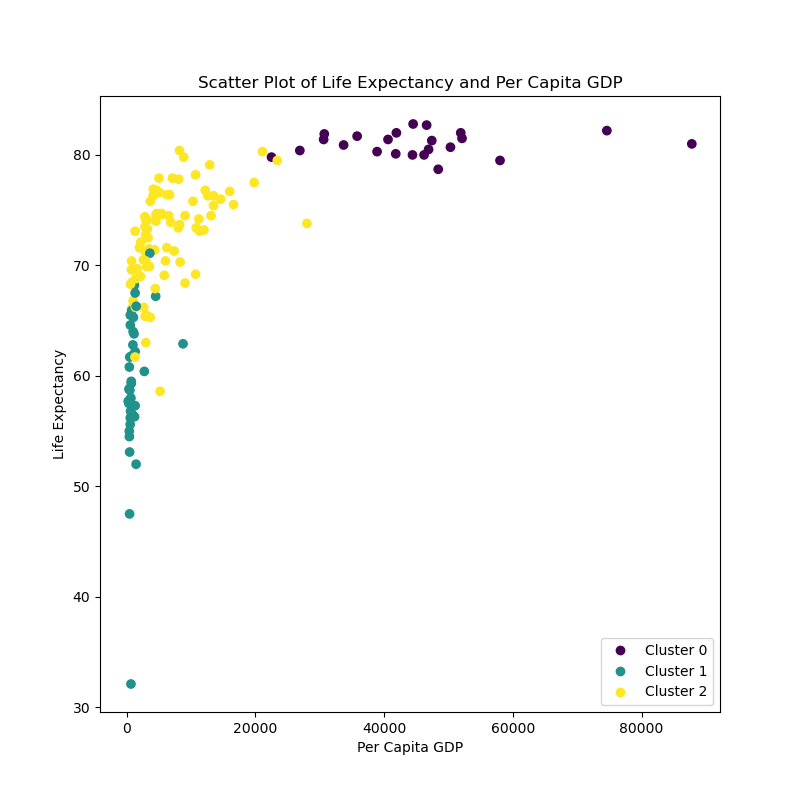 Scatter Plot of Life Expectancy and Per Capita GDP
Life Expectancy
80
70
60
50
40
30
0 20000 40000 60000 80000
Per Capita GDP
Cluster 0
Cluster 1
Cluster 2